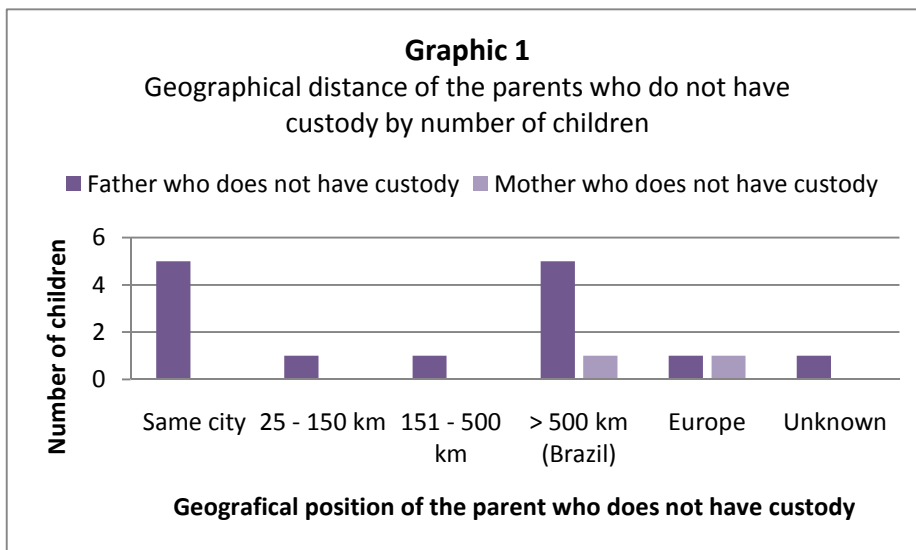 Graphic 1
Geographical distance of the parents who do not have
custody by number of children
Father who does not have custody Mother who does not have custody
Number of children
6
4
2
0
Same city 25 - 150 km 151 - 500 > 500 km Europe Unknown
km (Brazil)
Geografical position of the parent who does not have custody